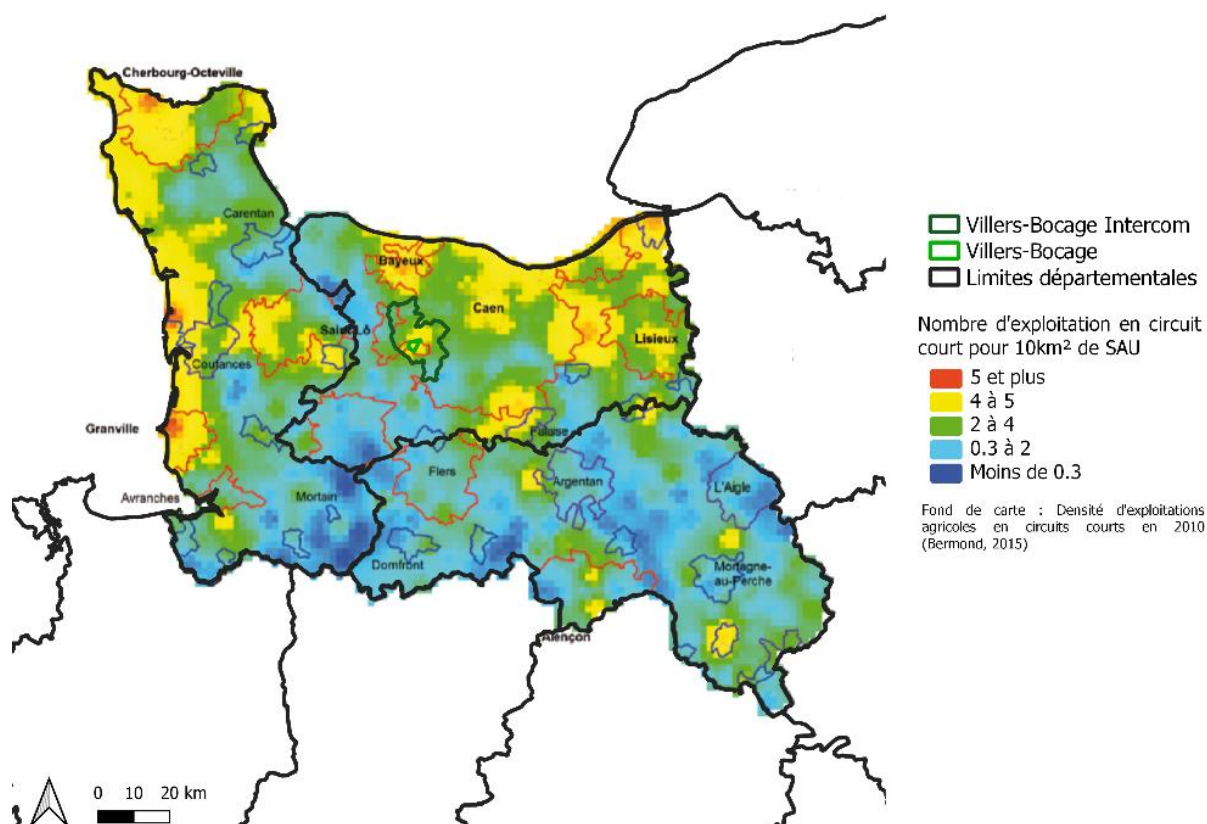 Cherbourg-Octeville
Carentan
Bayeux
Caen
Saint-Lô
Lisieux
Coutances
Granville
Falaise
Avranches
Mortain
Flers
Argentan
L'Aigle
Domfront
Mortagne-
au-Perche
Alençon
0 10 20 km
Villers-Bocage Intercom
Villers-Bocage
Limites départementales
Nombre d'exploitation en circuit
court pour 10km² de SAU
5 et plus
4 à 5
2 à 4
0.3 à 2
Moins de 0.3
Fond de carte : Densité d'exploitations
agricoles en circuits courts en 2010
(Bermond, 2015)